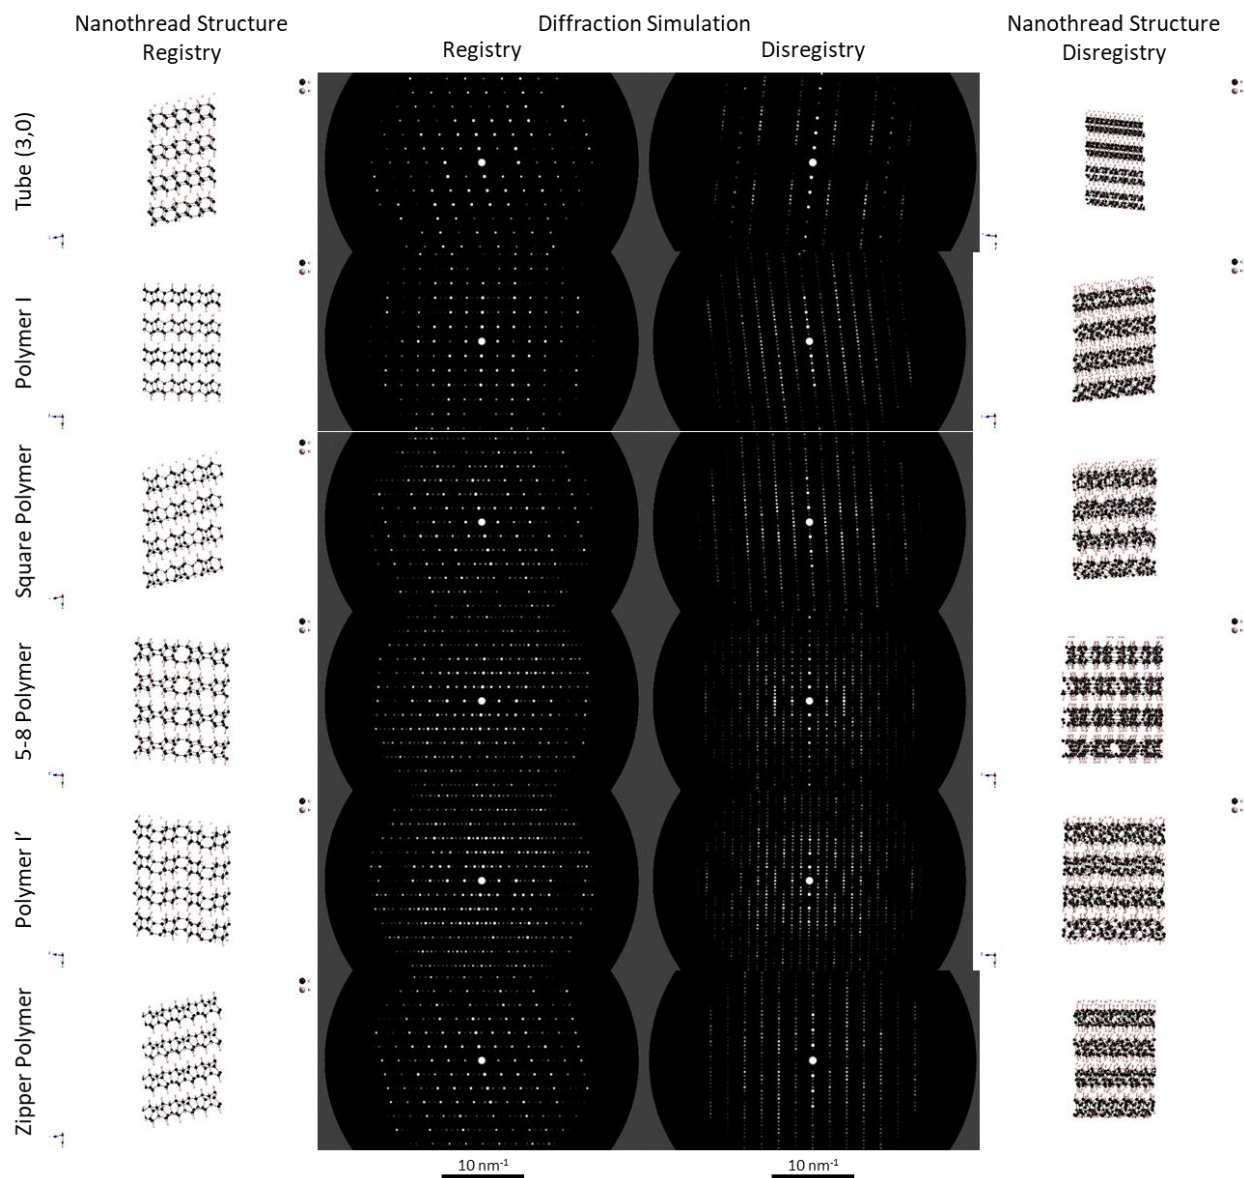 Nanothread Structure
Registry
Diffraction Simulation
Registry
Disregistry
Nanothread Structure
Disregistry
Tube (3,0)
Polymer I
Square Polymer
5-8 Polymer
Polymer I’
Zipper Polymer
10 nm-1
10 nm-1